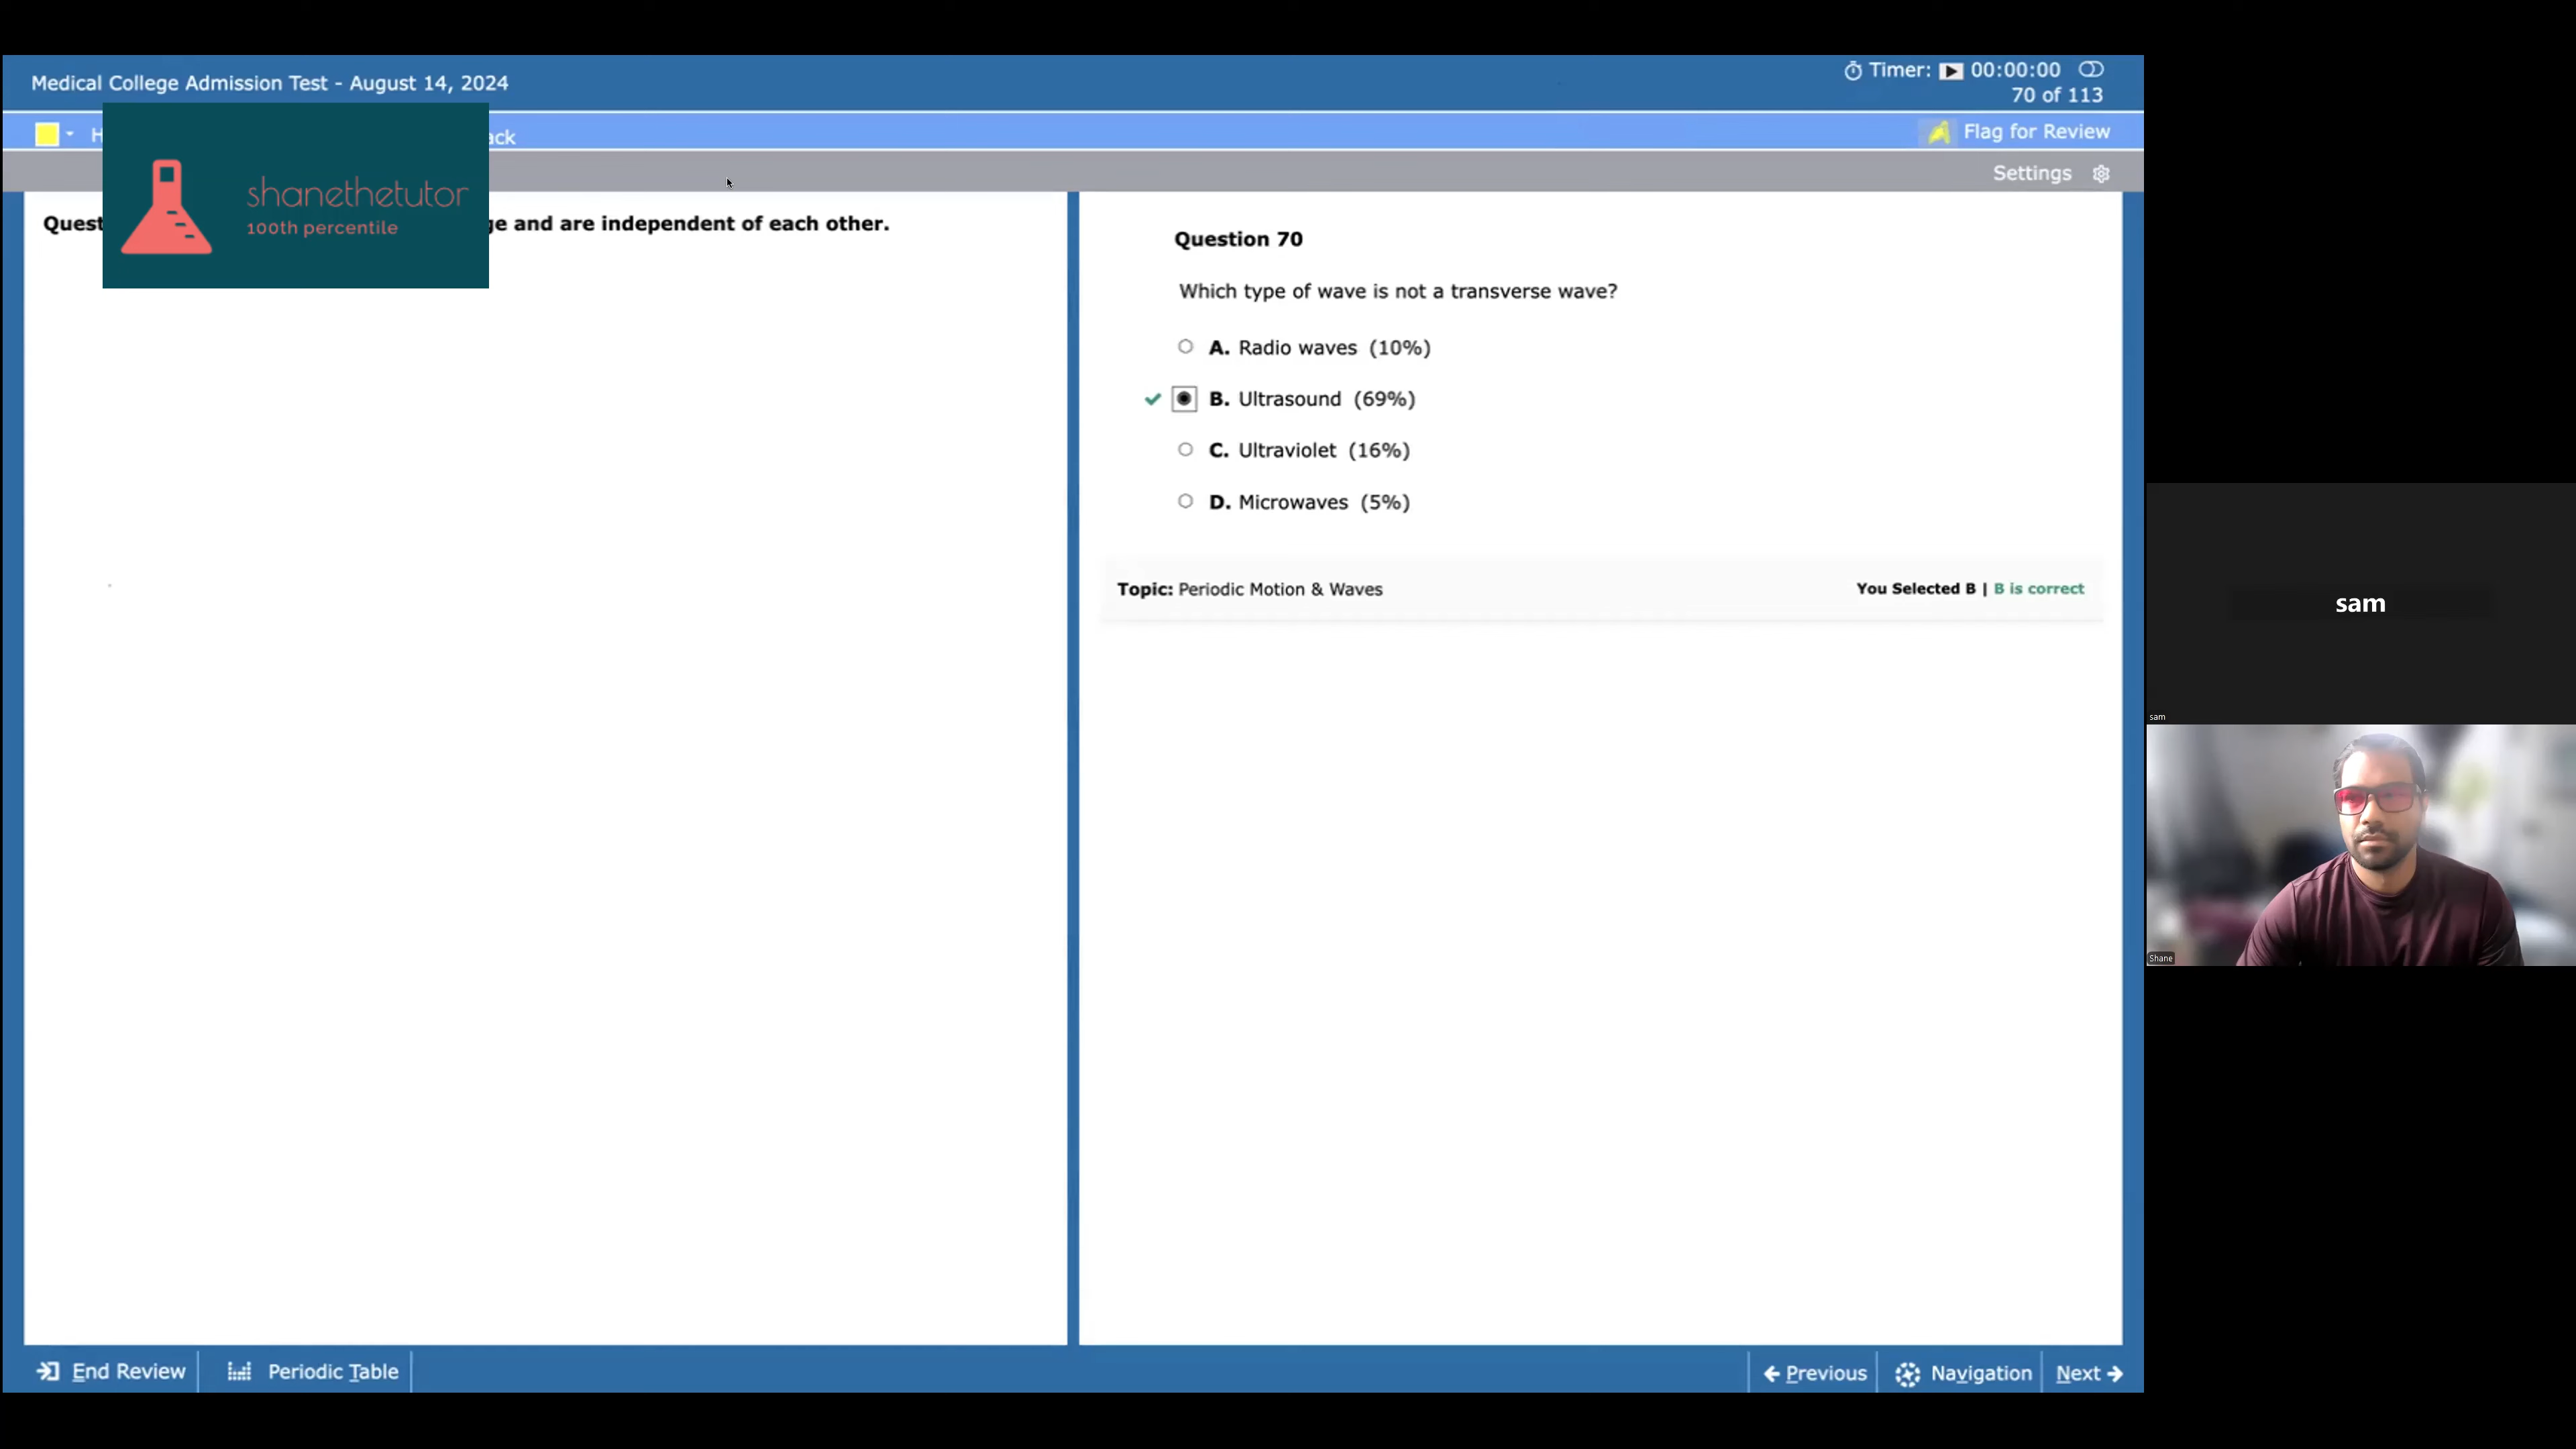 Medical College Admission Test - August 14, 2024
Timer: 00:00:00
70 of 113
H
ack
Flag for Review
Settings
shanethetutor
100th percentile
Quest
ge and are independent of each other.
Question 70
Which type of wave is not a transverse wave?
A. Radio waves (10%)
B. Ultrasound (69%)
C. Ultraviolet (16%)
D. Microwaves (5%)
Topic: Periodic Motion & Waves
You Selected B | B is correct
sam
sam
Shane
End Review
Periodic Table
Previous
Navigation
Next